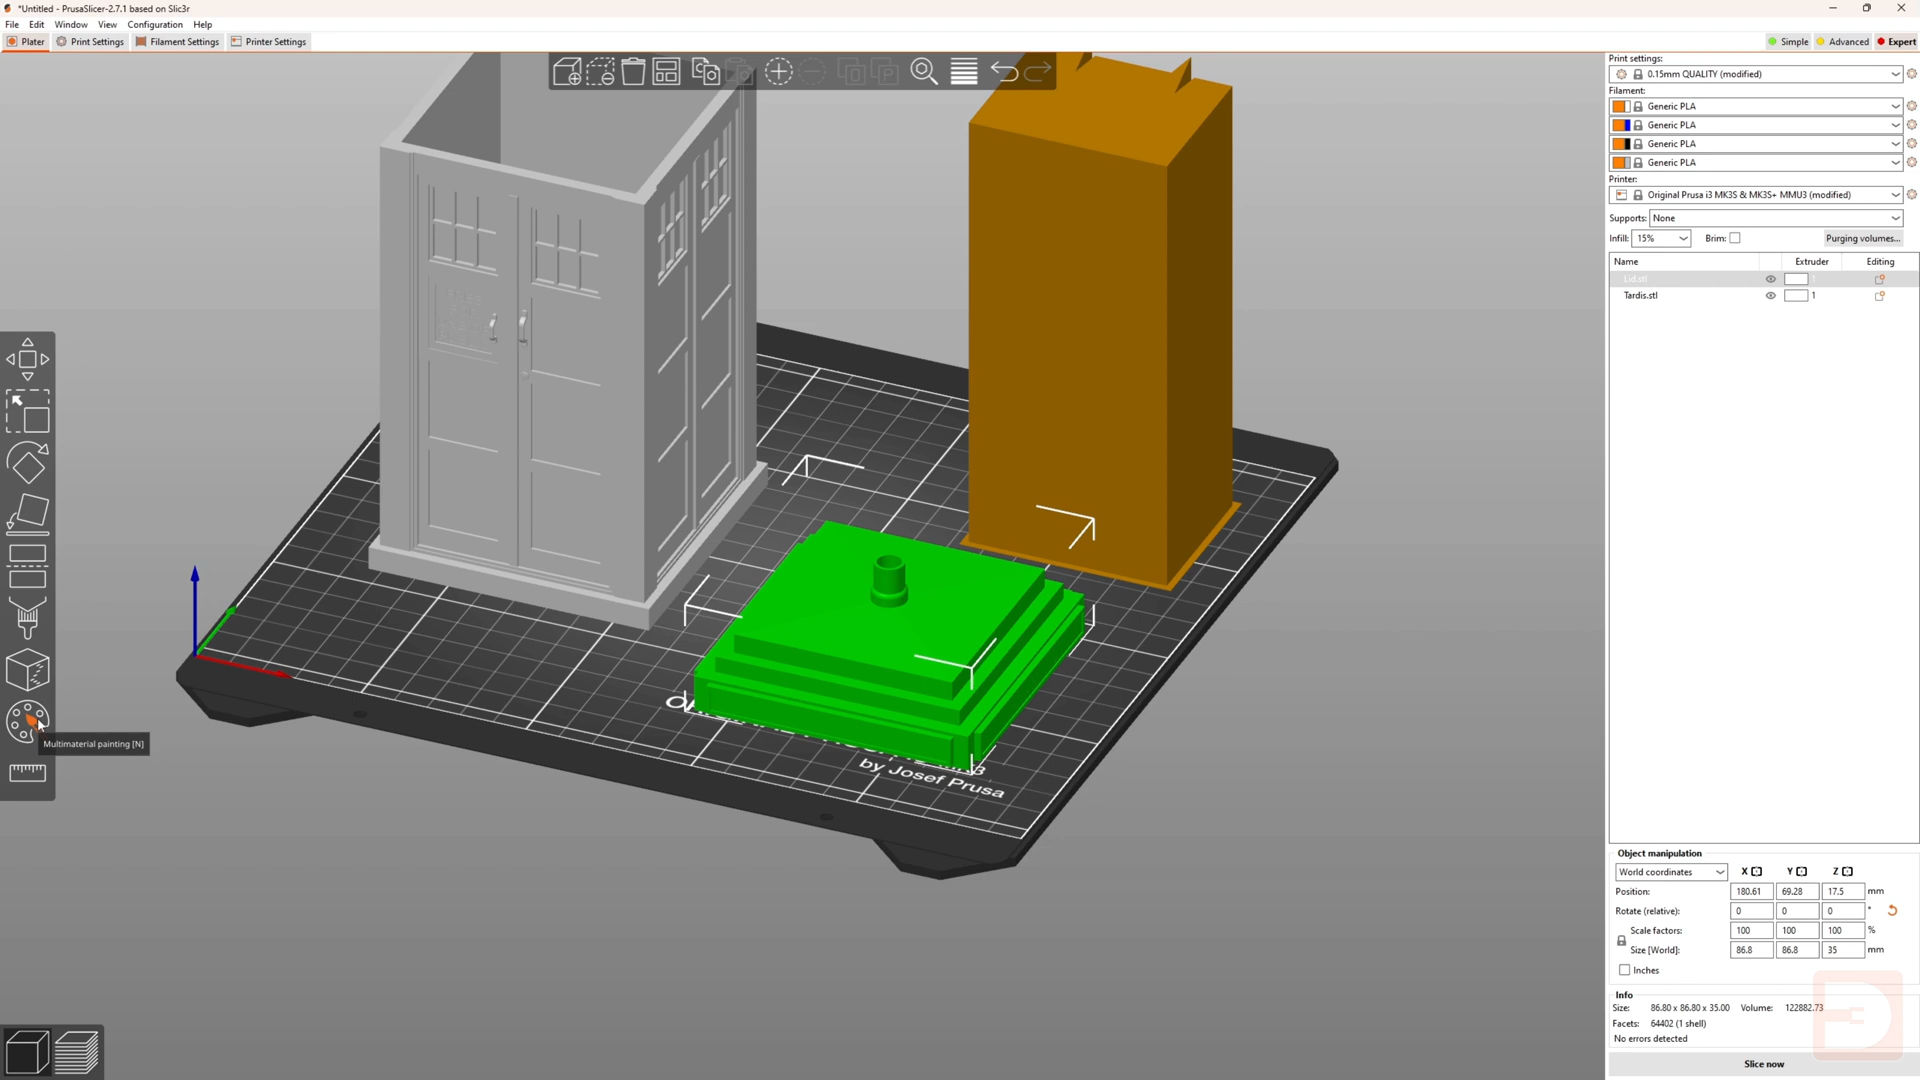 *Untitled - PrusaSlicer-2.7.1 based on Slic3r
File Edit Window View Configuration Help
Plater Print Settings Filament Settings Printer Settings Simple Advanced Expert
Print settings:
0.15mm QUALITY (modified)
Filament:
Generic PLA
Generic PLA
Generic PLA
Generic PLA
Printer:
Original Prusa i3 MK3S & MK3S+ MMU3 (modified)
Supports: None
Infill: 15% Brim: Purging volumes...
Name Extruder Editing
Lid.stl 1
Tardis.stl 1
Multimaterial painting [N]
by Josef Prusa
Object manipulation
World coordinates X Y Z
Position: 180.61 69.28 17.5 mm
Rotate (relative): 0 0 0 °
Scale factors: 100 100 100 %
Size [World]: 86.8 86.8 35 mm
Inches
Info
Size: 86.80 x 86.80 x 35.00 Volume: 122882.73
Facets: 64402 (1 shell)
No errors detected
Slice now